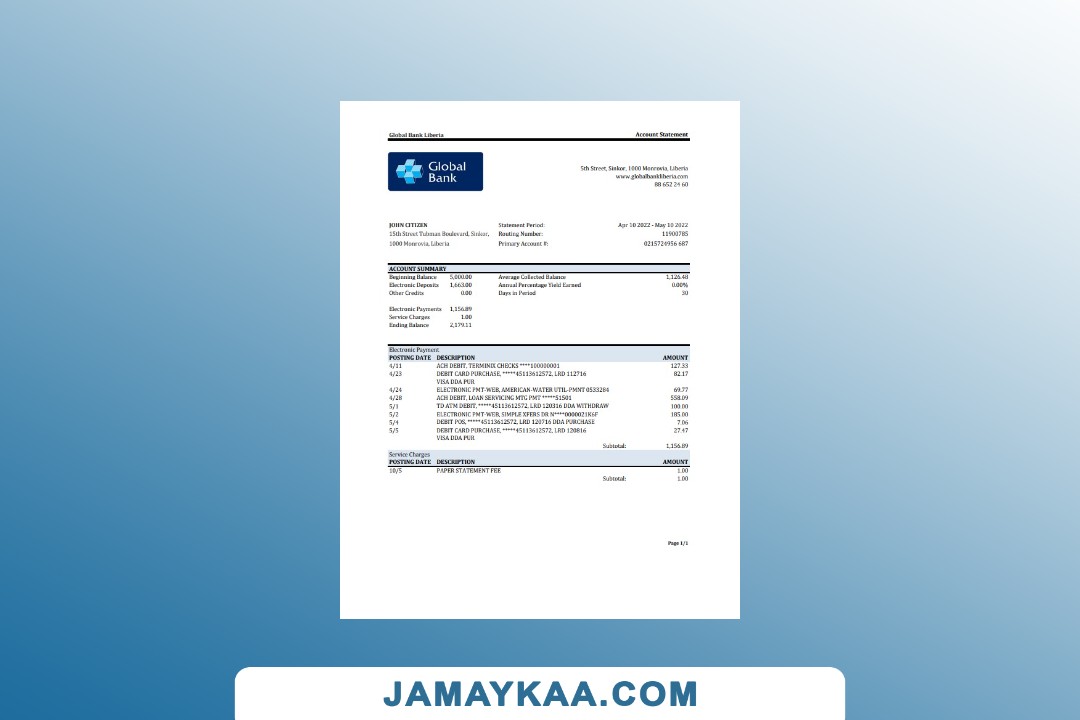 Global Bank Liberia Account Statement
Global
Bank
5th Street, Sinkor, 1000 Monrovia, Liberia
www.globalbankliberia.com
88 652 24 60
JOHN CITIZEN Statement Period: Apr 10 2022 - May 10 2022
15th Street Tubman Boulevard, Sinkor, Routing Number: 11900785
1000 Monrovia, Liberia Primary Account #: 0215724956 687
ACCOUNT SUMMARY
Beginning Balance 5,000.00 Average Collected Balance 1,126.48
Electronic Deposits 1,663.00 Annual Percentage Yield Earned 0.00%
Other Credits 0.00 Days in Period 30
Electronic Payments 1,156.89
Service Charges 1.00
Ending Balance 2,179.11
Electronic Payment
POSTING DATE DESCRIPTION AMOUNT
4/11 ACH DEBIT, TERMINIX CHECKS ****100000001 127.33
4/23 DEBIT CARD PURCHASE, *****45113612572, LRD 112716 82.17
VISA DDA PUR
4/24 ELECTRONIC PMT-WEB, AMERICAN-WATER UTIL-PMNT 0533284 69.77
4/28 ACH DEBIT, LOAN SERVICING MTG PMT *****51501 558.09
5/1 TD ATM DEBIT, *****45113612572, LRD 120316 DDA WITHDRAW 100.00
5/2 ELECTRONIC PMT-WEB, SIMPLE XFERS DR N****0000021K6F 185.00
5/4 DEBIT POS, *****45113612572, LRD 120716 DDA PURCHASE 7.06
5/5 DEBIT CARD PURCHASE, *****45113612572, LRD 120816 27.47
VISA DDA PUR
Subtotal: 1,156.89
Service Charges
POSTING DATE DESCRIPTION AMOUNT
10/5 PAPER STATEMENT FEE 1.00
Subtotal: 1.00
Page 1/1
JAMAYKAA.COM